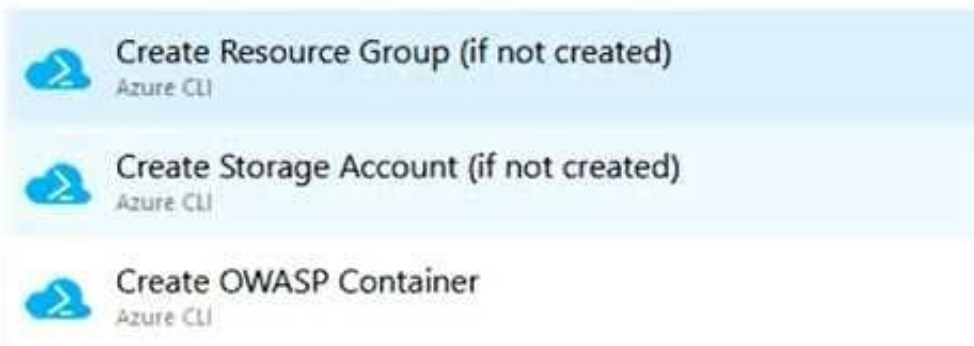 Create Resource Group (if not created)
Azure CLI
Create Storage Account (if not created)
Azure CLI
Create OWASP Container
Azure CLI